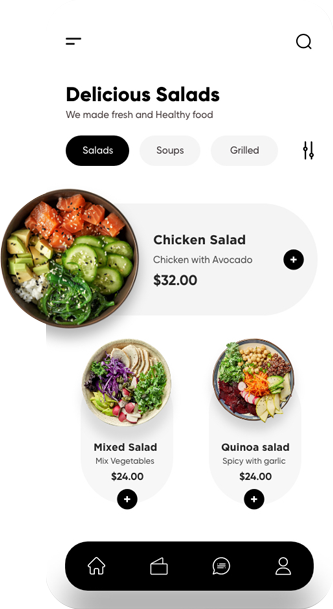 Delicious Salads
We made fresh and Healthy food
Salads
Soups
Grilled
Chicken Salad
Chicken with Avocado
$32.00
Mixed Salad
Mix Vegetables
$24.00
Quinoa salad
Spicy with garlic
$24.00